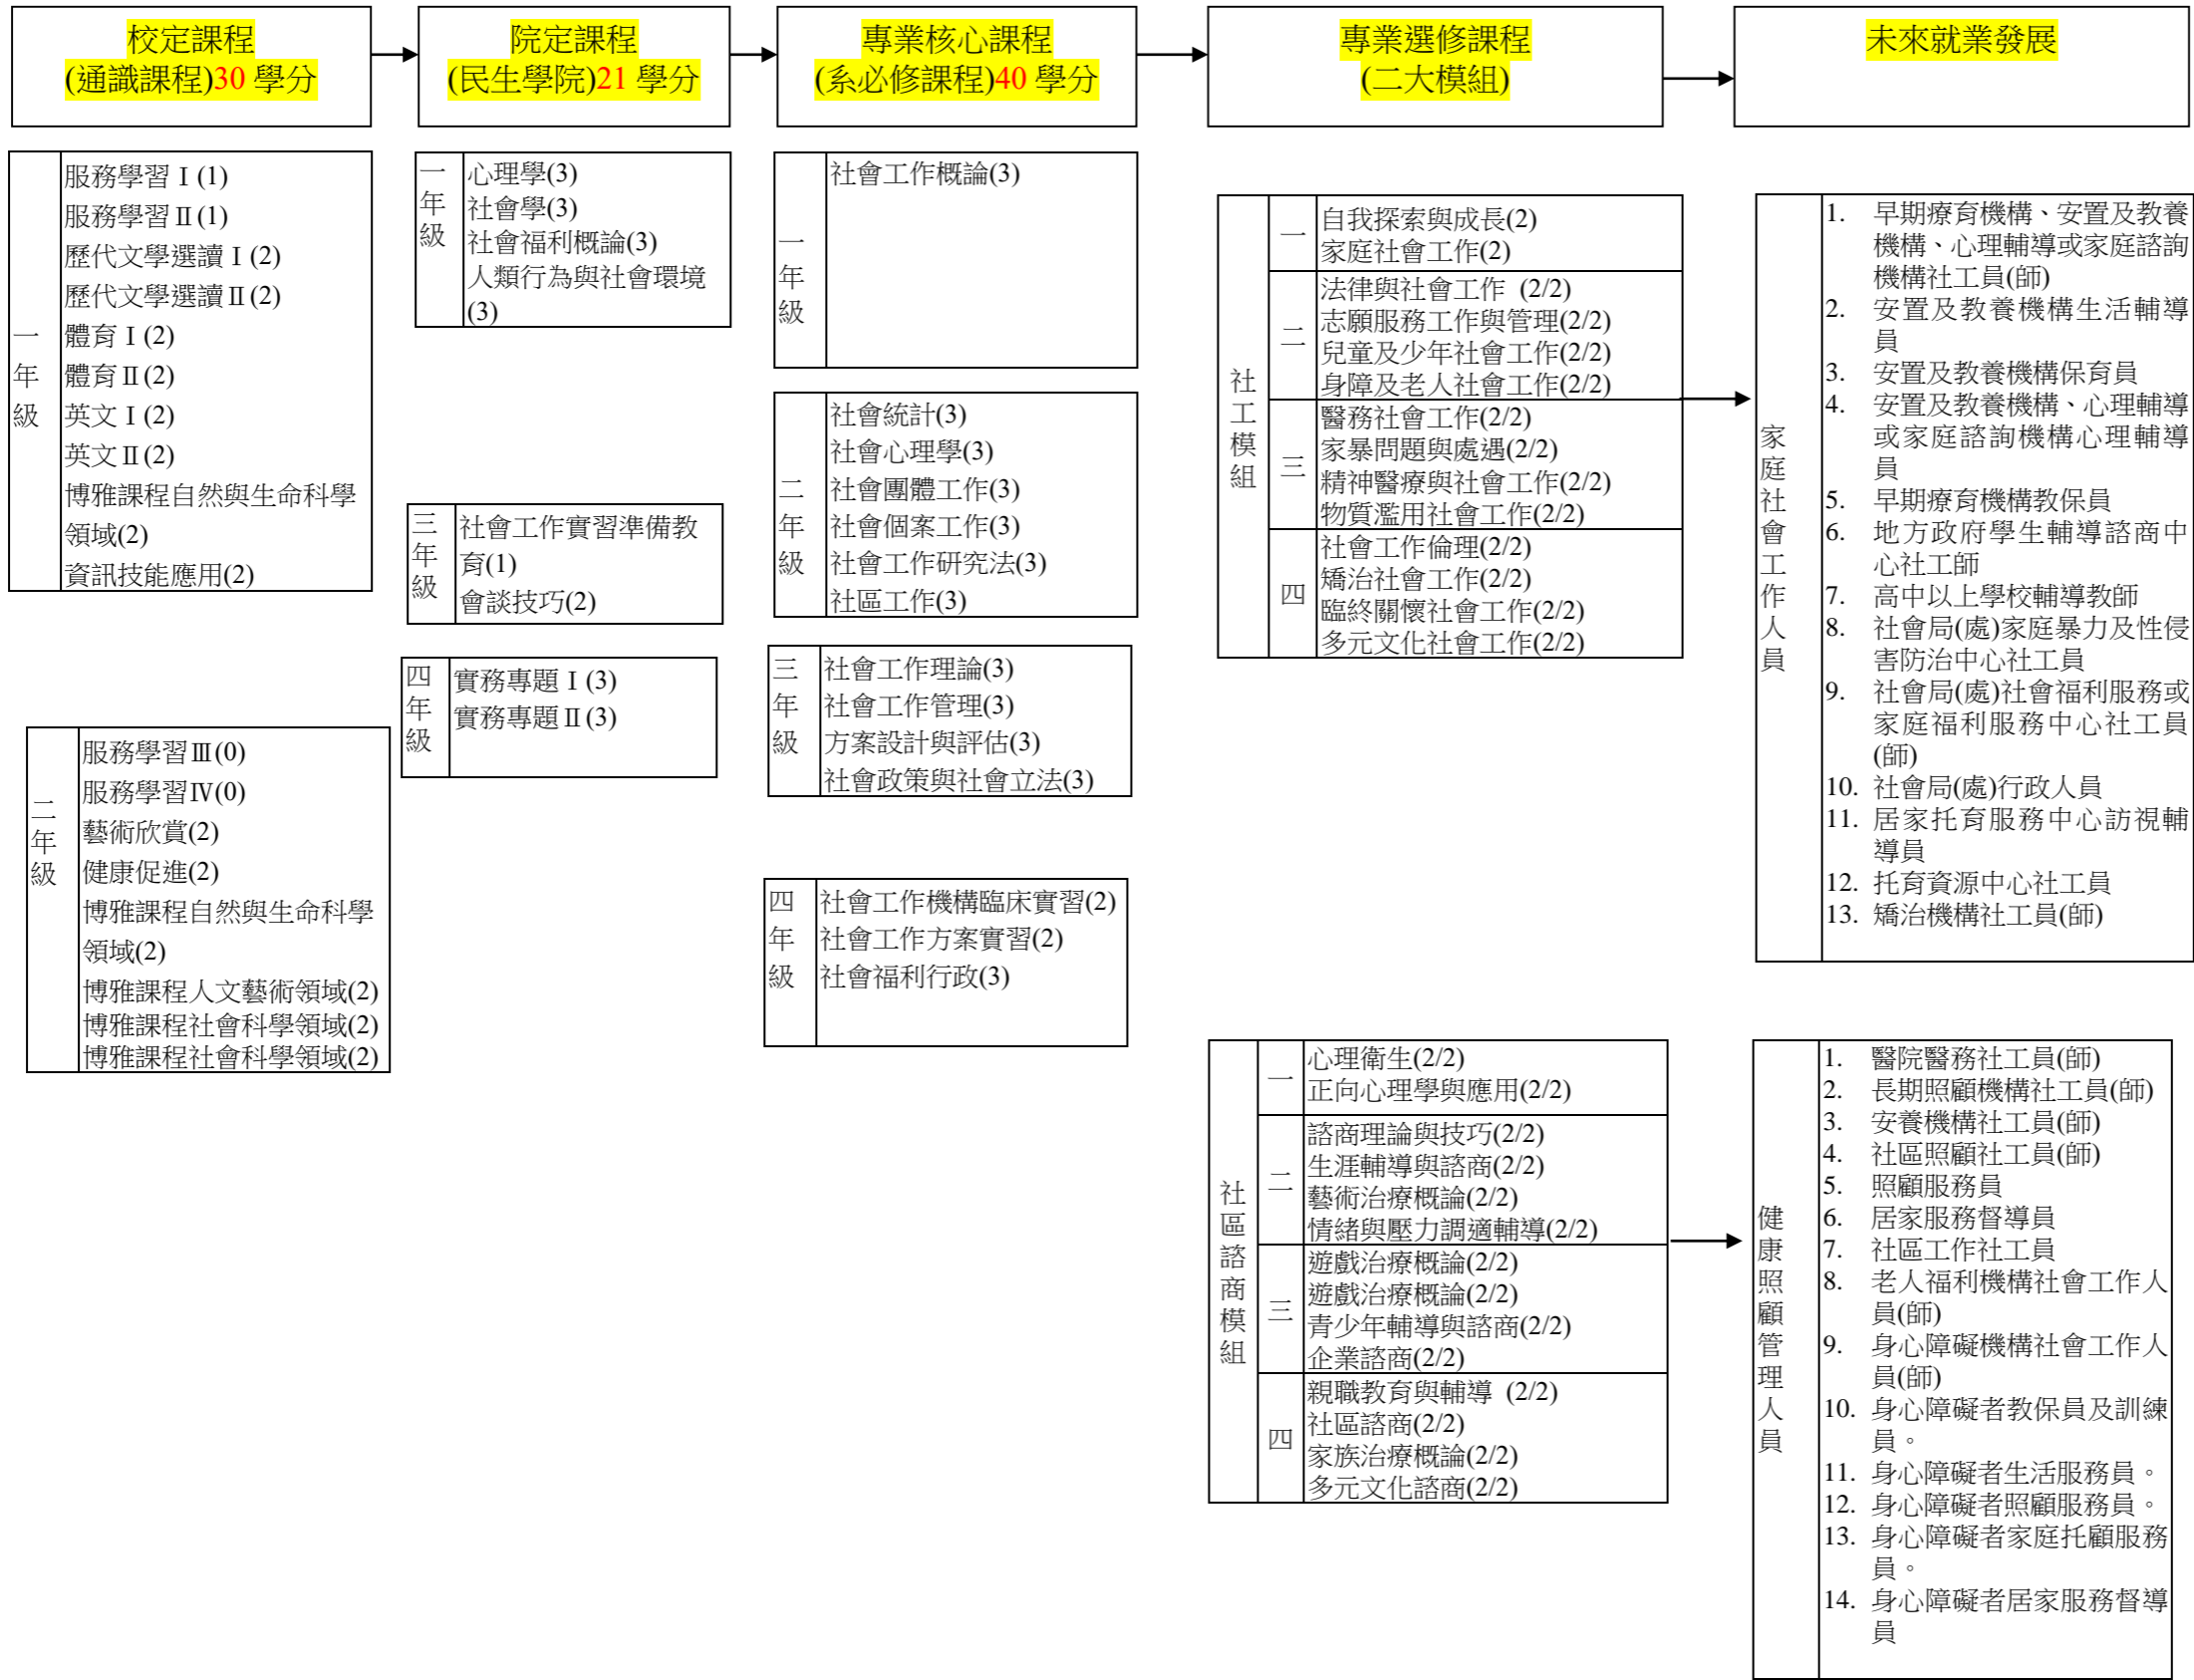 校定課程
(通識課程)30 學分
院定課程
(民生學院)21 學分
專業核心課程
(系必修課程)40 學分
專業選修課程
(二大模組)
未來就業發展
一年級
服務學習Ⅰ(1)
服務學習Ⅱ(1)
歷代文學選讀Ⅰ(2)
歷代文學選讀Ⅱ(2)
體育Ⅰ(2)
體育Ⅱ(2)
英文Ⅰ(2)
英文Ⅱ(2)
博雅課程自然與生命科學
領域(2)
資訊技能應用(2)
二年級
服務學習Ⅲ(0)
服務學習Ⅳ(0)
藝術欣賞(2)
健康促進(2)
博雅課程自然與生命科學
領域(2)
博雅課程人文藝術領域(2)
博雅課程社會科學領域(2)
博雅課程社會科學領域(2)
一年級
心理學(3)
社會學(3)
社會福利概論(3)
人類行為與社會環境
(3)
三年級
社會工作實習準備教
育(1)
會談技巧(2)
四年級
實務專題Ⅰ(3)
實務專題Ⅱ(3)
一年級
社會工作概論(3)
二年級
社會統計(3)
社會心理學(3)
社會團體工作(3)
社會個案工作(3)
社會工作研究法(3)
社區工作(3)
三年級
社會工作理論(3)
社會工作管理(3)
方案設計與評估(3)
社會政策與社會立法(3)
四年級
社會工作機構臨床實習(2)
社會工作方案實習(2)
社會福利行政(3)
社工模組
一
自我探索與成長(2)
家庭社會工作(2)
二
法律與社會工作 (2/2)
志願服務工作與管理(2/2)
兒童及少年社會工作(2/2)
身障及老人社會工作(2/2)
三
醫務社會工作(2/2)
家暴問題與處遇(2/2)
精神醫療與社會工作(2/2)
物質濫用社會工作(2/2)
四
社會工作倫理(2/2)
矯治社會工作(2/2)
臨終關懷社會工作(2/2)
多元文化社會工作(2/2)
家庭社會工作人員
1. 早期療育機構、安置及教養
機構、心理輔導或家庭諮詢
機構社工員(師)
2. 安置及教養機構生活輔導
員
3. 安置及教養機構保育員
4. 安置及教養機構、心理輔導
或家庭諮詢機構心理輔導
員
5. 早期療育機構教保員
6. 地方政府學生輔導諮商中
心社工師
7. 高中以上學校輔導教師
8. 社會局(處)家庭暴力及性侵
害防治中心社工員
9. 社會局(處)社會福利服務或
家庭福利服務中心社工員
(師)
10. 社會局(處)行政人員
11. 居家托育服務中心訪視輔
導員
12. 托育資源中心社工員
13. 矯治機構社工員(師)
社區諮商模組
一
心理衛生(2/2)
正向心理學與應用(2/2)
二
諮商理論與技巧(2/2)
生涯輔導與諮商(2/2)
藝術治療概論(2/2)
情緒與壓力調適輔導(2/2)
三
遊戲治療概論(2/2)
遊戲治療概論(2/2)
青少年輔導與諮商(2/2)
企業諮商(2/2)
四
親職教育與輔導 (2/2)
社區諮商(2/2)
家族治療概論(2/2)
多元文化諮商(2/2)
健康照顧管理人員
1. 醫院醫務社工員(師)
2. 長期照顧機構社工員(師)
3. 安養機構社工員(師)
4. 社區照顧社工員(師)
5. 照顧服務員
6. 居家服務督導員
7. 社區工作社工員
8. 老人福利機構社會工作人
員(師)
9. 身心障礙機構社會工作人
員(師)
10. 身心障礙者教保員及訓練
員。
11. 身心障礙者生活服務員。
12. 身心障礙者照顧服務員。
13. 身心障礙者家庭托顧服務
員。
14. 身心障礙者居家服務督導
員